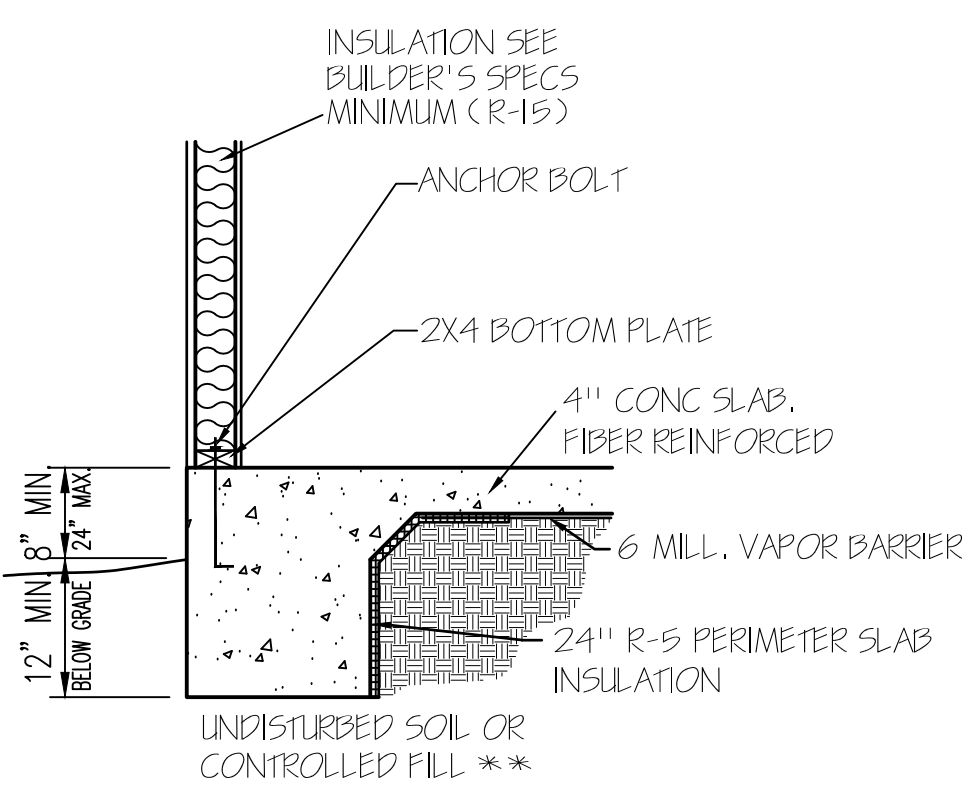 INSULATION SEE
BUILDER'S SPECS
MINIMUM (R-15)
ANCHOR BOLT
2X4 BOTTOM PLATE
4" CONC SLAB.
FIBER REINFORCED
8" MIN
24" MAX.
6 MILL. VAPOR BARRIER
12" MIN.
BELOW GRADE
24" R-5 PERIMETER SLAB
INSULATION
UNDISTURBED SOIL OR
CONTROLLED FILL **